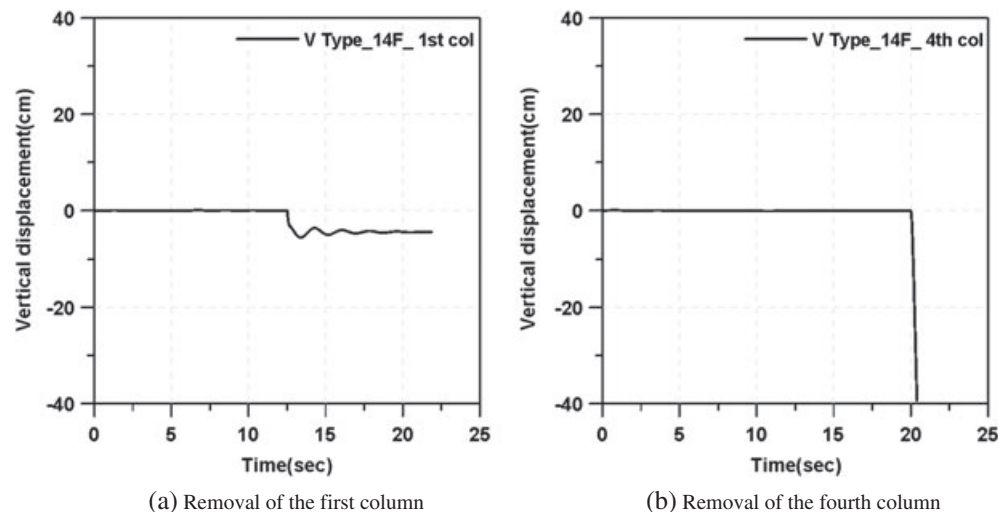 V Type_14F_ 1st col
40
20
0
-20
-40
Vertical displacement(cm)
0 5 10 15 20 25
Time(sec)
(a) Removal of the first column
V Type_14F_ 4th col
40
20
0
-20
-40
Vertical displacement(cm)
0 5 10 15 20 25
Time(sec)
(b) Removal of the fourth column